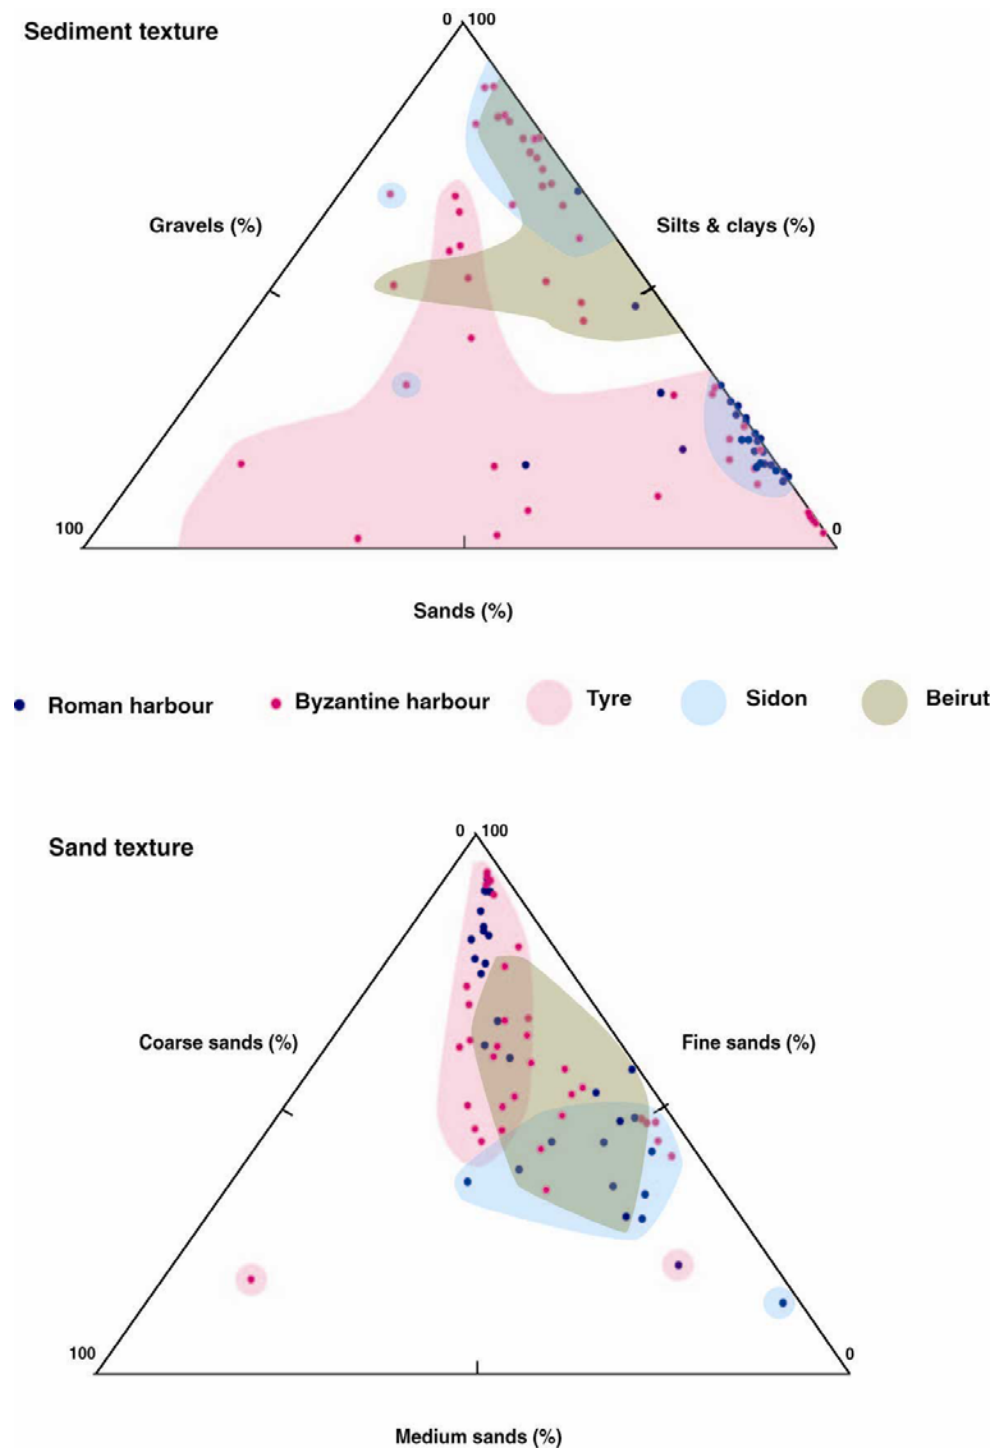 Sediment texture
0 100
Gravels (%)
Silts & clays (%)
100
0
Sands (%)
Roman harbour
Byzantine harbour
Tyre
Sidon
Beirut
Sand texture
0 100
Coarse sands (%)
Fine sands (%)
100
0
Medium sands (%)